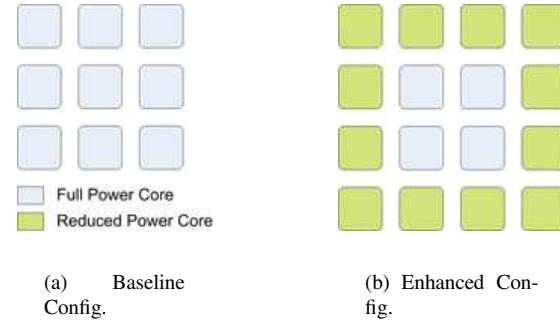 Full Power Core
Reduced Power Core
(a) Baseline
Config.
(b) Enhanced Con-
fig.